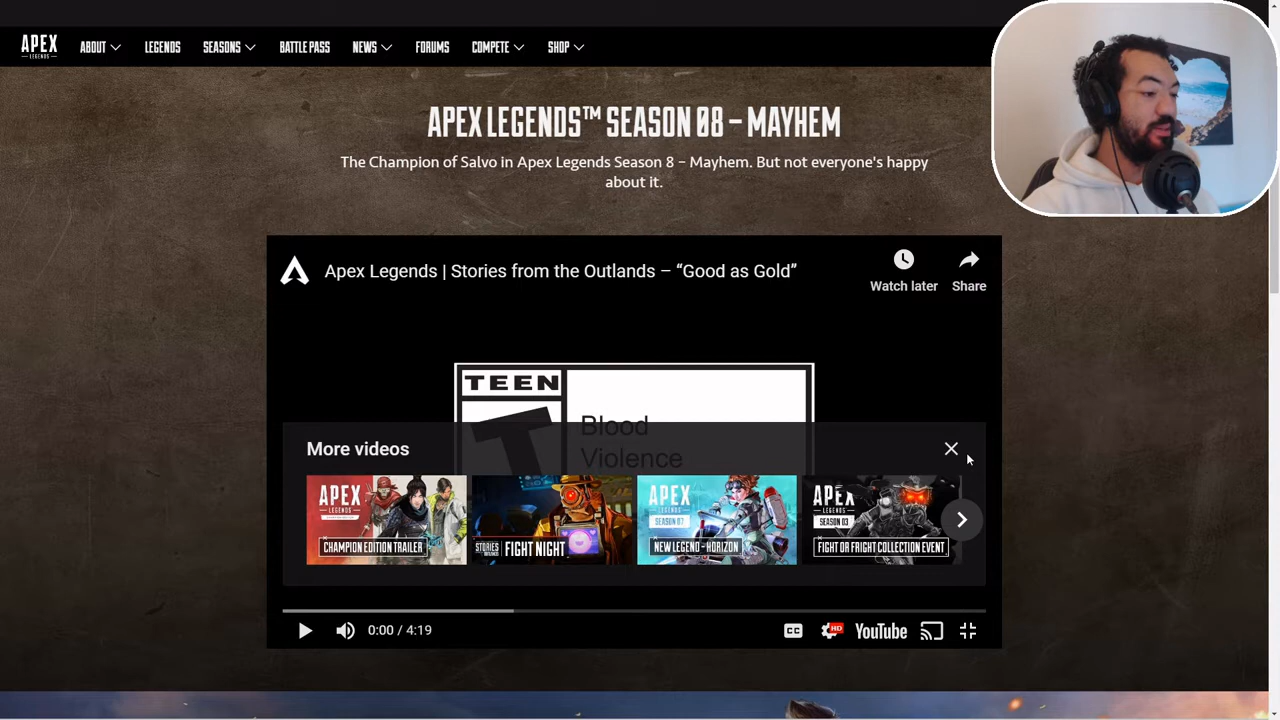 APEX
LEGENDS
ABOUT
LEGENDS
SEASONS
BATTLE PASS
NEWS
FORUMS
COMPETE
SHOP
APEX LEGENDS™ SEASON 08 – MAYHEM
The Champion of Salvo in Apex Legends Season 8 – Mayhem. But not everyone's happy
about it.
Apex Legends | Stories from the Outlands – “Good as Gold”
Watch later
Share
TEEN
T
Blood
Violence
More videos
APEX
LEGENDS
CHAMPION EDITION TRAILER
STORIES
FIGHT NIGHT
APEX
LEGENDS
SEASON 07
NEW LEGEND - HORIZON
APEX
LEGENDS
SEASON 03
FIGHT OR FRIGHT COLLECTION EVENT
0:00 / 4:19
CC
HD
YouTube